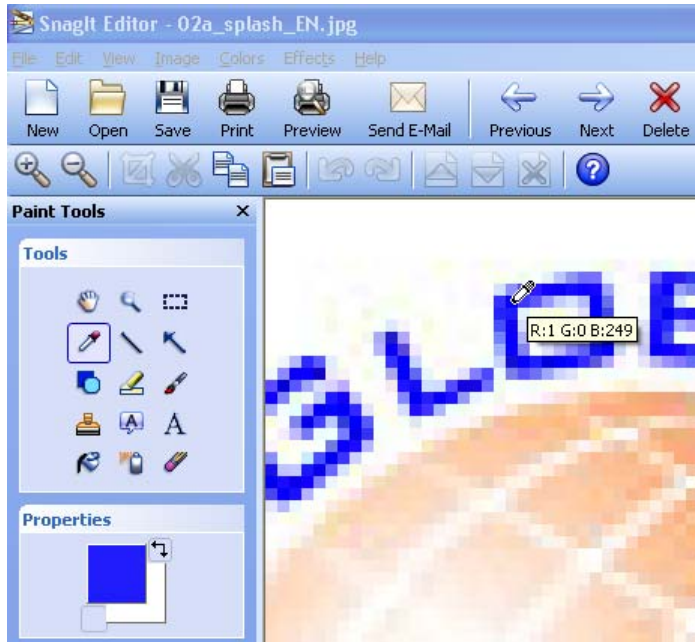 SnagIt Editor - 02a_splash_EN.jpg
File Edit View Image Colors Effects Help
New Open Save Print Preview Send E-Mail Previous Next Delete
Paint Tools
Tools
A
A
Properties
GLOE
R:1 G:0 B:249